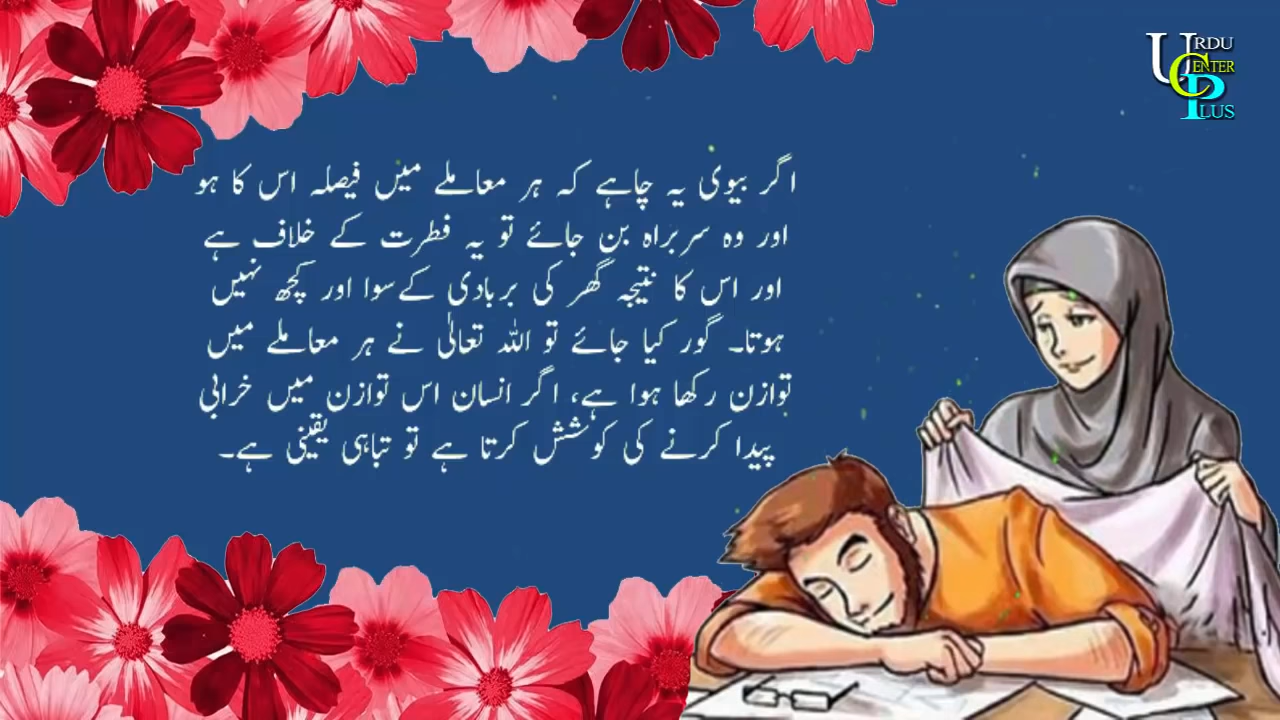 اگر بیوی یہ چاہے کہ ہر معاملے میں فیصلہ اس کا ہو
اور وہ سربراہ بن جائے تو یہ فطرت کے خلاف ہے
اور اس کا نتیجہ گھر کی بربادی کے سوا اور کچھ نہیں
ہوتا۔ گور کیا جائے تو اللہ تعالٰی نے ہر معاملے میں
توازن رکھا ہوا ہے، اگر انسان اس توازن میں خرابی
پیدا کرنے کی کوشش کرتا ہے تو تباہی یقینی ہے۔
URDU
CENTER
PLUS